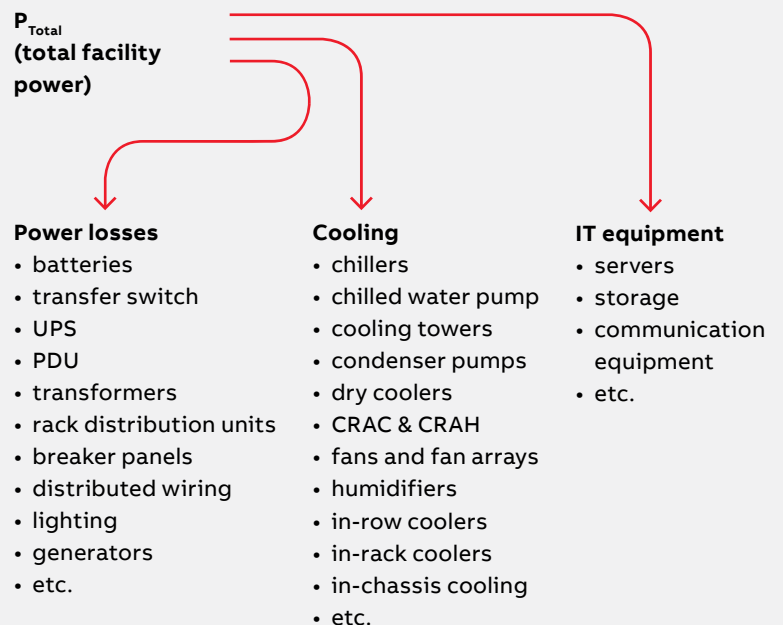 P_Total
(total facility
power)
Power losses
• batteries
• transfer switch
• UPS
• PDU
• transformers
• rack distribution units
• breaker panels
• distributed wiring
• lighting
• generators
• etc.
Cooling
• chillers
• chilled water pump
• cooling towers
• condenser pumps
• dry coolers
• CRAC & CRAH
• fans and fan arrays
• humidifiers
• in-row coolers
• in-rack coolers
• in-chassis cooling
• etc.
IT equipment
• servers
• storage
• communication
equipment
• etc.